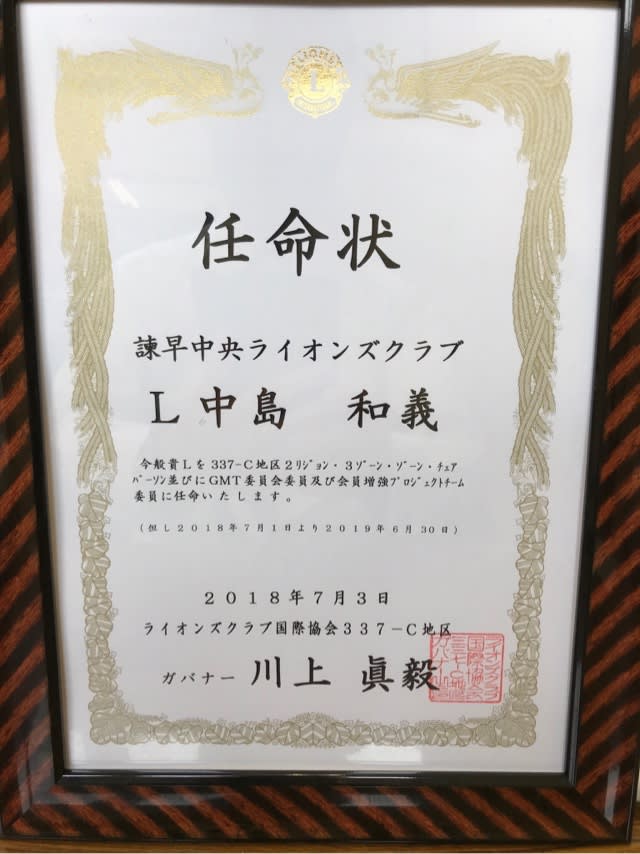 任命状
諫早中央ライオンズクラブ
L 中島 和義
今般貴Lを337-C地区2ﾘｼﾞｮﾝ・3ｿﾞｰﾝ・ｿﾞｰﾝ・ﾁｪｱ
ﾊﾟｰｿﾝ並びにGMT委員会委員及び会員増強ﾌﾟﾛｼﾞｪｸﾄﾁｰﾑ
委員に任命いたします。
(但し2018年7月1日より2019年6月30日)
2018年7月3日
ライオンズクラブ国際協会337-C地区
ガバナー 川上 眞毅